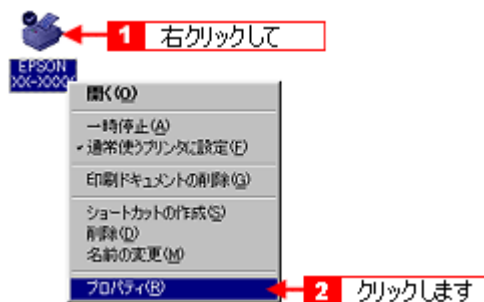 1 右クリックして
EPSON
XX-XXXX
開く(O)
一時停止(A)
✓通常使うプリンタに設定(F)
印刷ドキュメントの削除(G)
ショートカットの作成(S)
削除(D)
名前の変更(M)
プロパティ(R)
2 クリックします